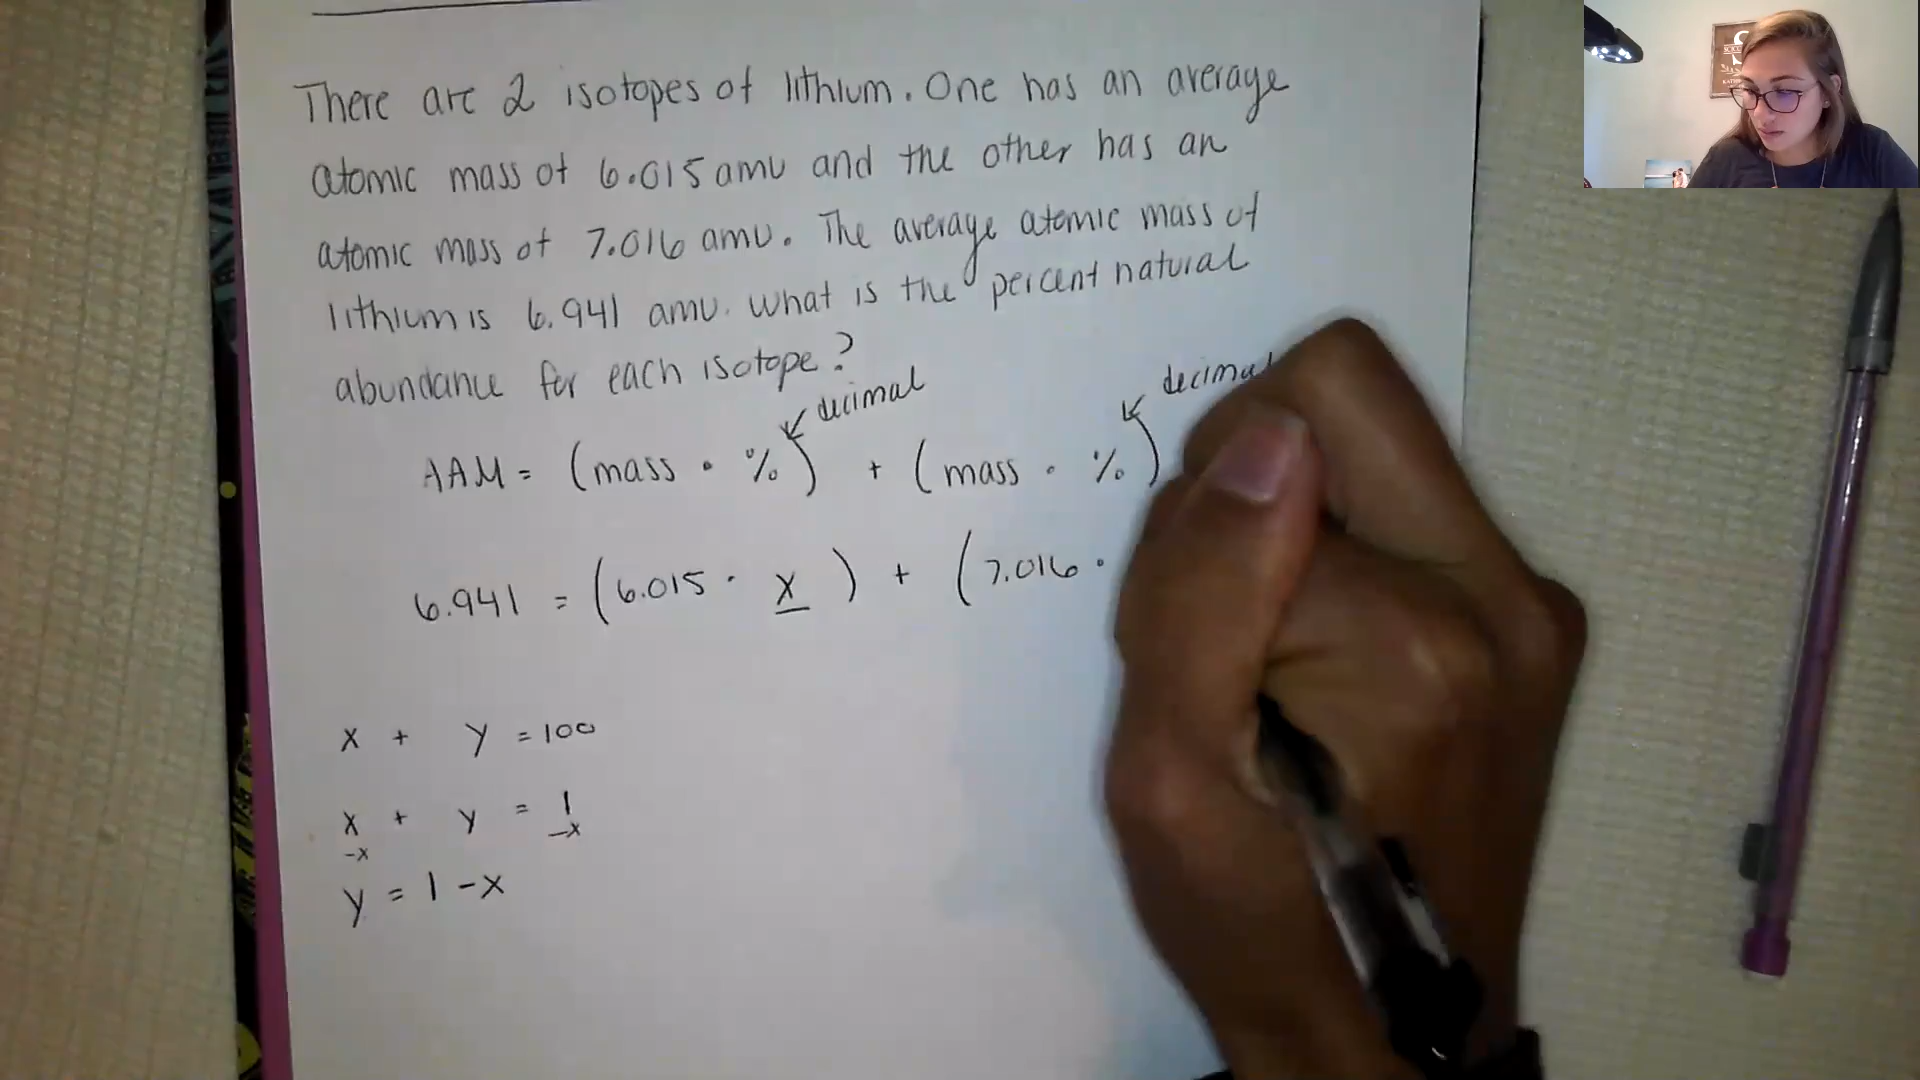 There are 2 isotopes of lithium. One has an average
atomic mass of 6.015 amu and the other has an
atomic mass of 7.016 amu. The average atomic mass of
lithium is 6.941 amu. What is the percent natural
abundance for each isotope?
decimal decimal
AAM = (mass • %) + (mass • %)
6.941 = (6.015 • x) + (7.016 •
x + y = 100
x + y = 1
-x -x
y = 1 - x